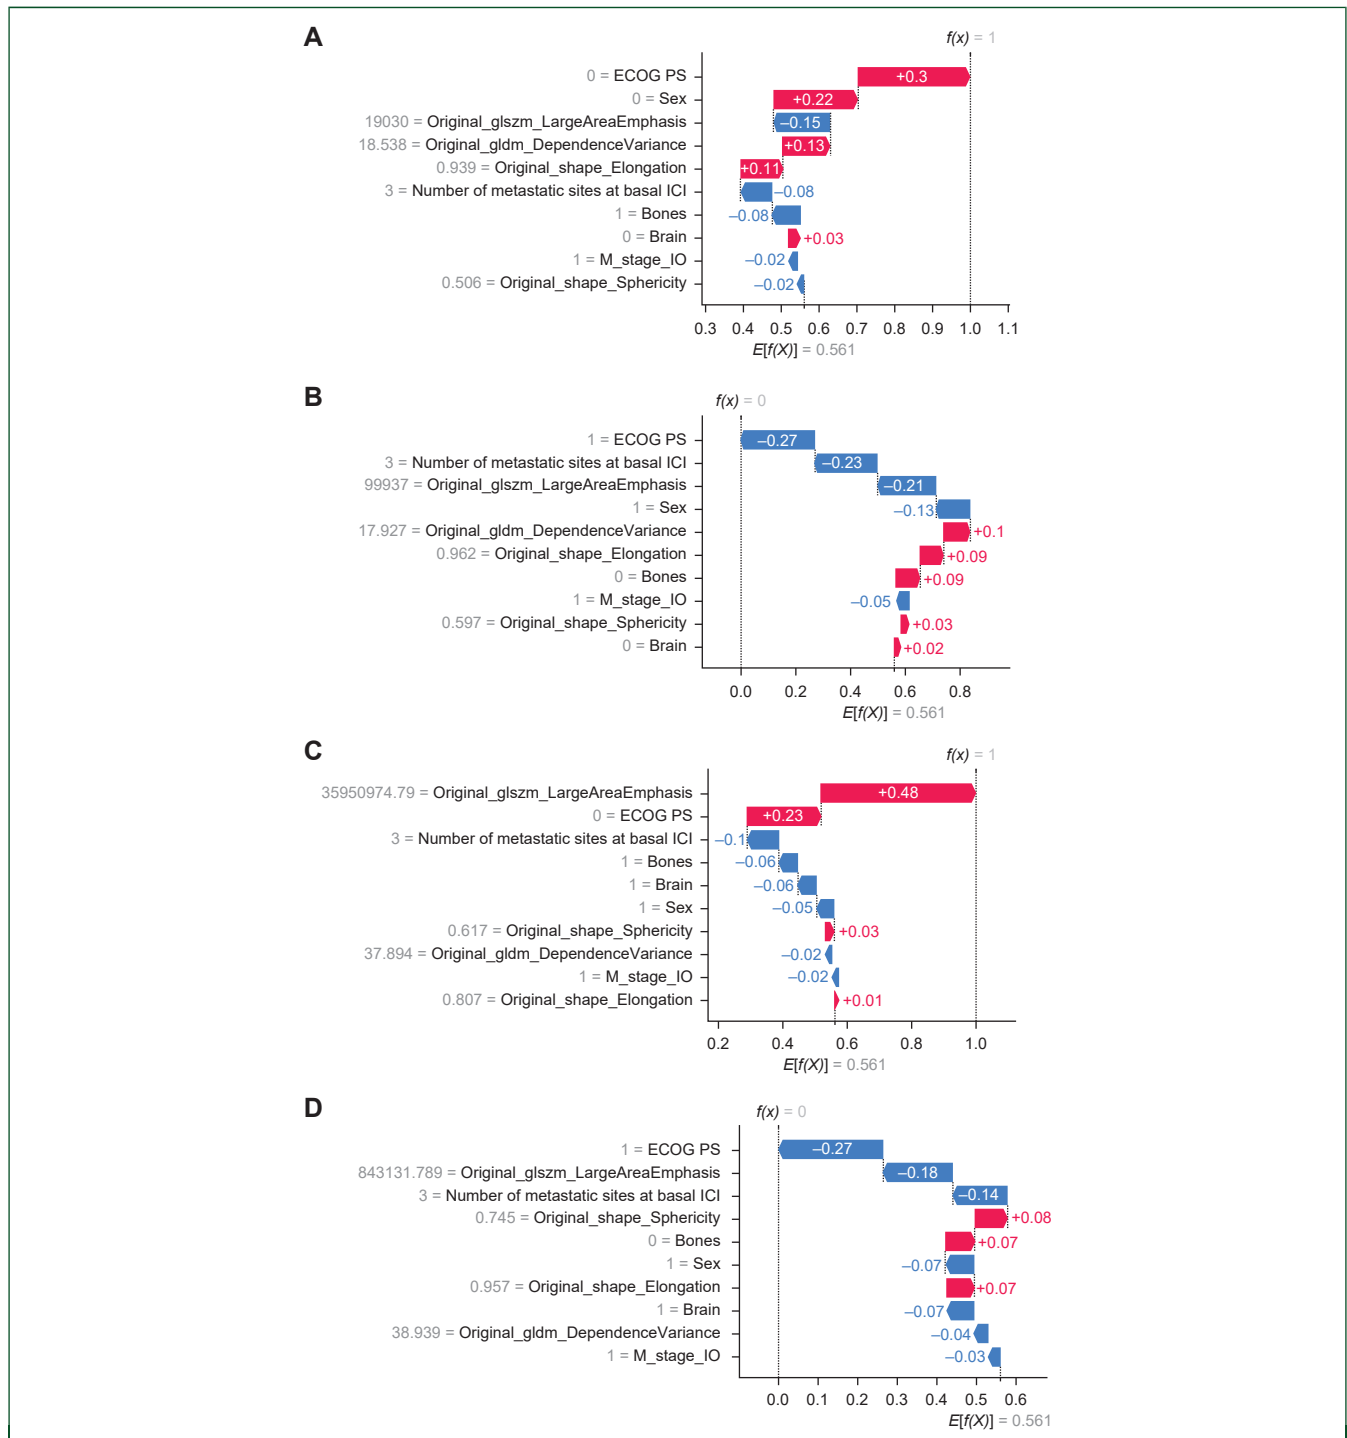 A
f(x) = 1
0 = ECOG PS
+0.3
0 = Sex
+0.22
19030 = Original_glszm_LargeAreaEmphasis
–0.15
18.538 = Original_gldm_DependenceVariance
+0.13
0.939 = Original_shape_Elongation
+0.11
3 = Number of metastatic sites at basal ICI
–0.08
1 = Bones
–0.08
0 = Brain
+0.03
1 = M_stage_IO
–0.02
0.506 = Original_shape_Sphericity
–0.02
0.3 0.4 0.5 0.6 0.7 0.8 0.9 1.0 1.1
E[f(X)] = 0.561
B
f(x) = 0
1 = ECOG PS
–0.27
3 = Number of metastatic sites at basal ICI
–0.23
99937 = Original_glszm_LargeAreaEmphasis
–0.21
1 = Sex
–0.13
17.927 = Original_gldm_DependenceVariance
+0.1
0.962 = Original_shape_Elongation
+0.09
0 = Bones
+0.09
1 = M_stage_IO
–0.05
0.597 = Original_shape_Sphericity
+0.03
0 = Brain
+0.02
0.0 0.2 0.4 0.6 0.8
E[f(X)] = 0.561
C
f(x) = 1
35950974.79 = Original_glszm_LargeAreaEmphasis
+0.48
0 = ECOG PS
+0.23
3 = Number of metastatic sites at basal ICI
–0.1
1 = Bones
–0.06
1 = Brain
–0.06
1 = Sex
–0.05
0.617 = Original_shape_Sphericity
+0.03
37.894 = Original_gldm_DependenceVariance
–0.02
1 = M_stage_IO
–0.02
0.807 = Original_shape_Elongation
+0.01
0.2 0.4 0.6 0.8 1.0
E[f(X)] = 0.561
D
f(x) = 0
1 = ECOG PS
–0.27
843131.789 = Original_glszm_LargeAreaEmphasis
–0.18
3 = Number of metastatic sites at basal ICI
–0.14
0.745 = Original_shape_Sphericity
+0.08
0 = Bones
+0.07
1 = Sex
–0.07
0.957 = Original_shape_Elongation
+0.07
1 = Brain
–0.07
38.939 = Original_gldm_DependenceVariance
–0.04
1 = M_stage_IO
–0.03
0.0 0.1 0.2 0.3 0.4 0.5 0.6
E[f(X)] = 0.561